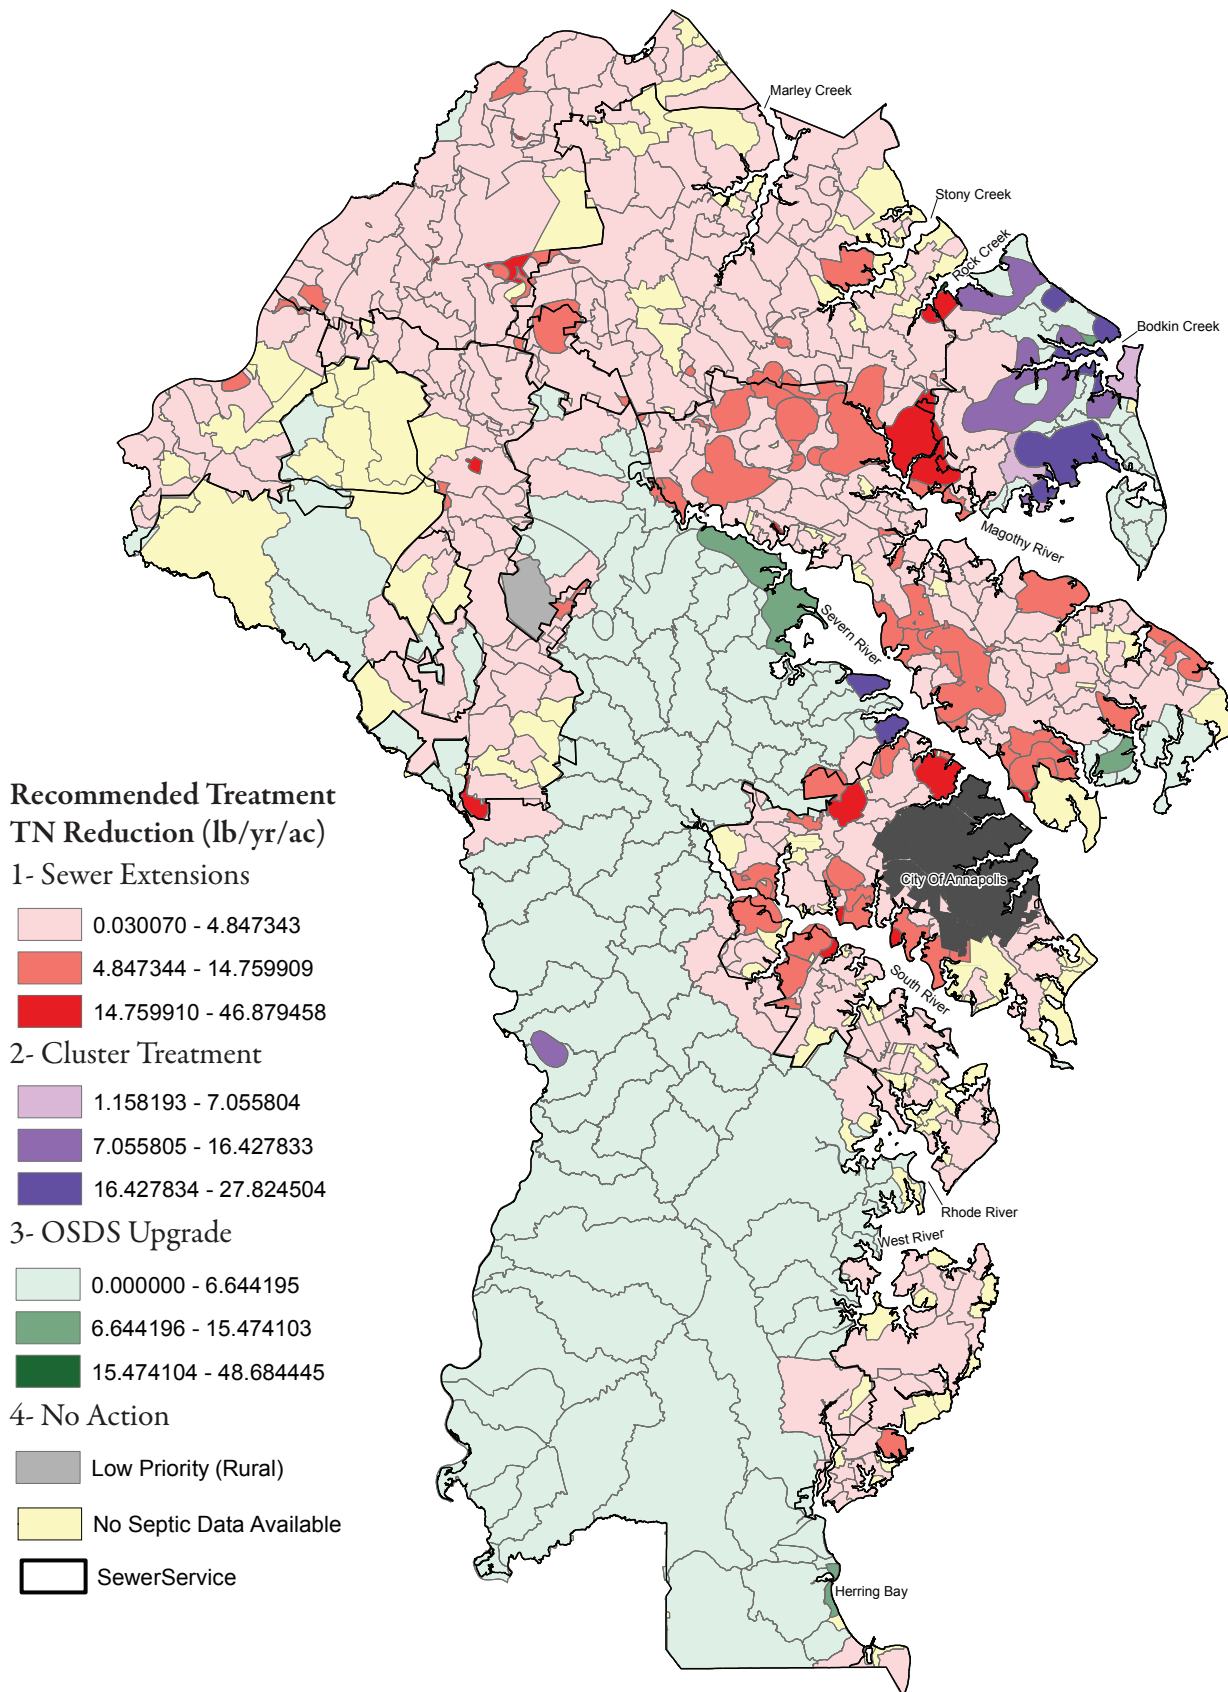 Marley Creek
Stony Creek
Rock Creek
Bodkin Creek
Magothy River
Severn River
City Of Annapolis
South River
Rhode River
West River
Herring Bay
Recommended Treatment
TN Reduction (lb/yr/ac)
1- Sewer Extensions
0.030070 - 4.847343
4.847344 - 14.759909
14.759910 - 46.879458
2- Cluster Treatment
1.158193 - 7.055804
7.055805 - 16.427833
16.427834 - 27.824504
3- OSDS Upgrade
0.000000 - 6.644195
6.644196 - 15.474103
15.474104 - 48.684445
4- No Action
Low Priority (Rural)
No Septic Data Available
SewerService